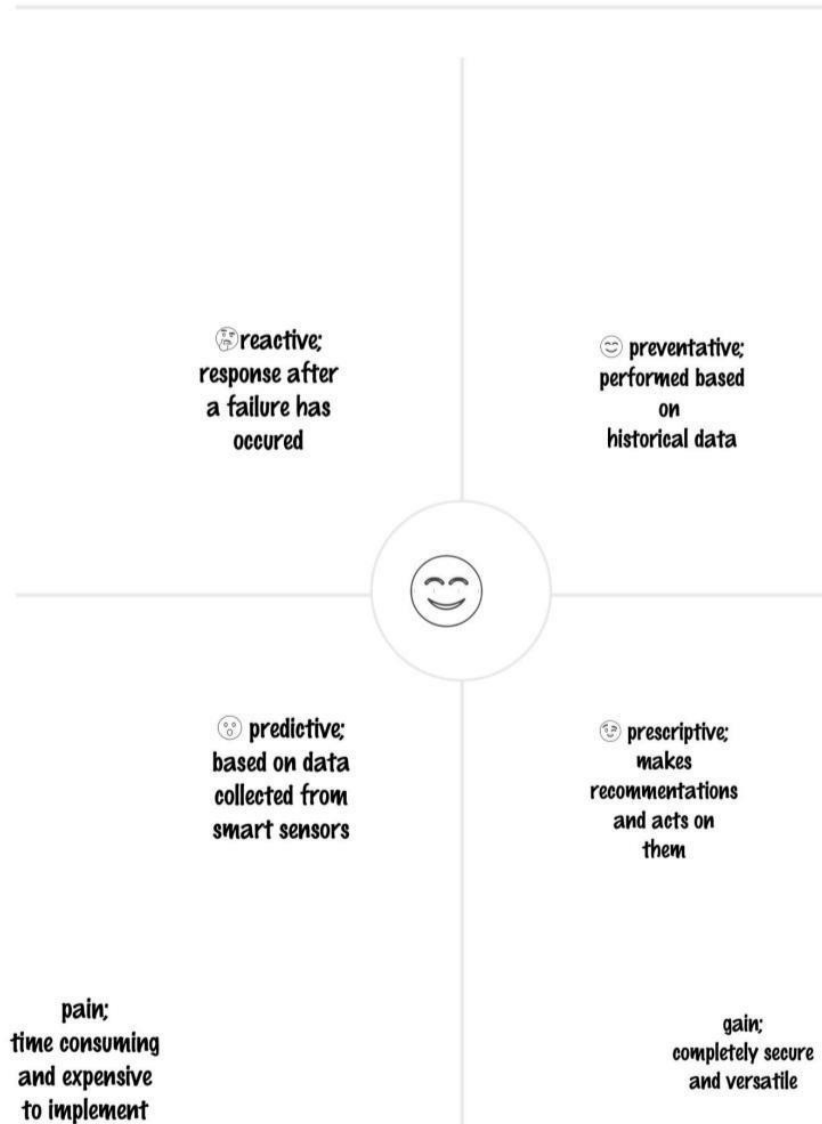 🤔reactive;
response after
a failure has
occured
😊 preventative;
performed based
on
historical data
😮 predictive;
based on data
collected from
smart sensors
😉 prescriptive;
makes
recommentations
and acts on
them
pain;
time consuming
and expensive
to implement
gain;
completely secure
and versatile